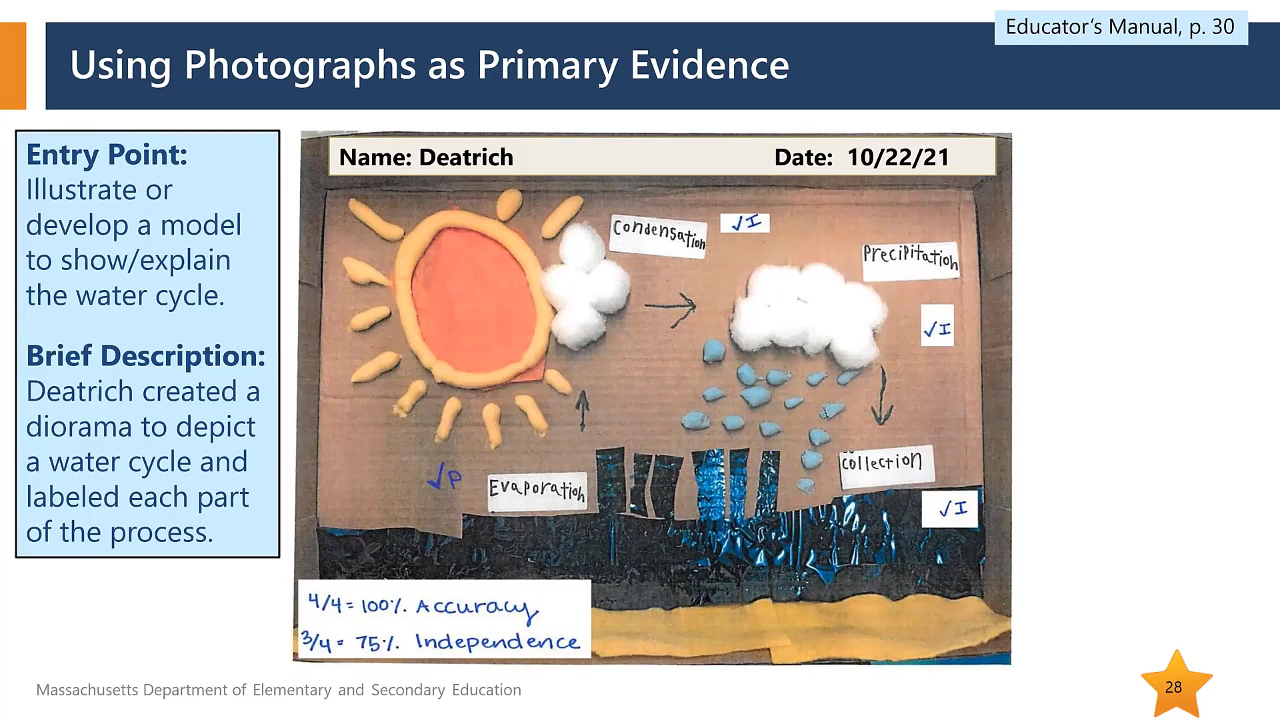 Educator's Manual, p. 30
Using Photographs as Primary Evidence
Entry Point:
Illustrate or
develop a model
to show/explain
the water cycle.
Brief Description:
Deatrich created a
diorama to depict
a water cycle and
labeled each part
of the process.
Name: Deatrich Date: 10/22/21
Condensation
√I
Precipitation
√I
√P
Evaporation
Collection
√I
4/4 = 100%. Accuracy
3/4 = 75%. Independence
Massachusetts Department of Elementary and Secondary Education
28